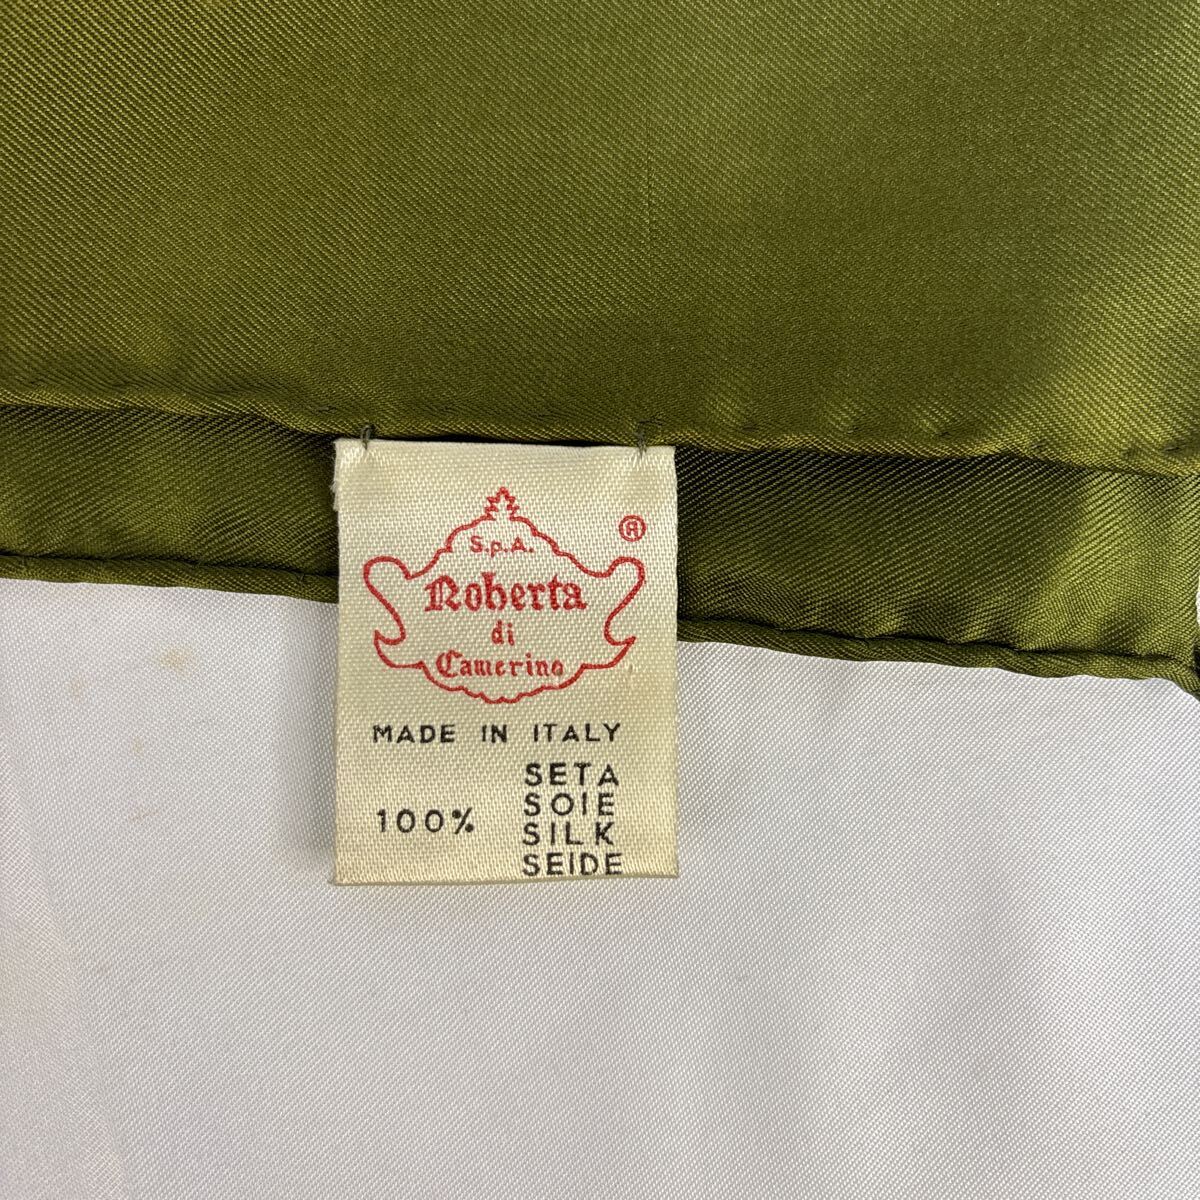 ®
S.p.A.
Roberta
di
Camerino
MADE IN ITALY
100%
SETA
SOIE
SILK
SEIDE